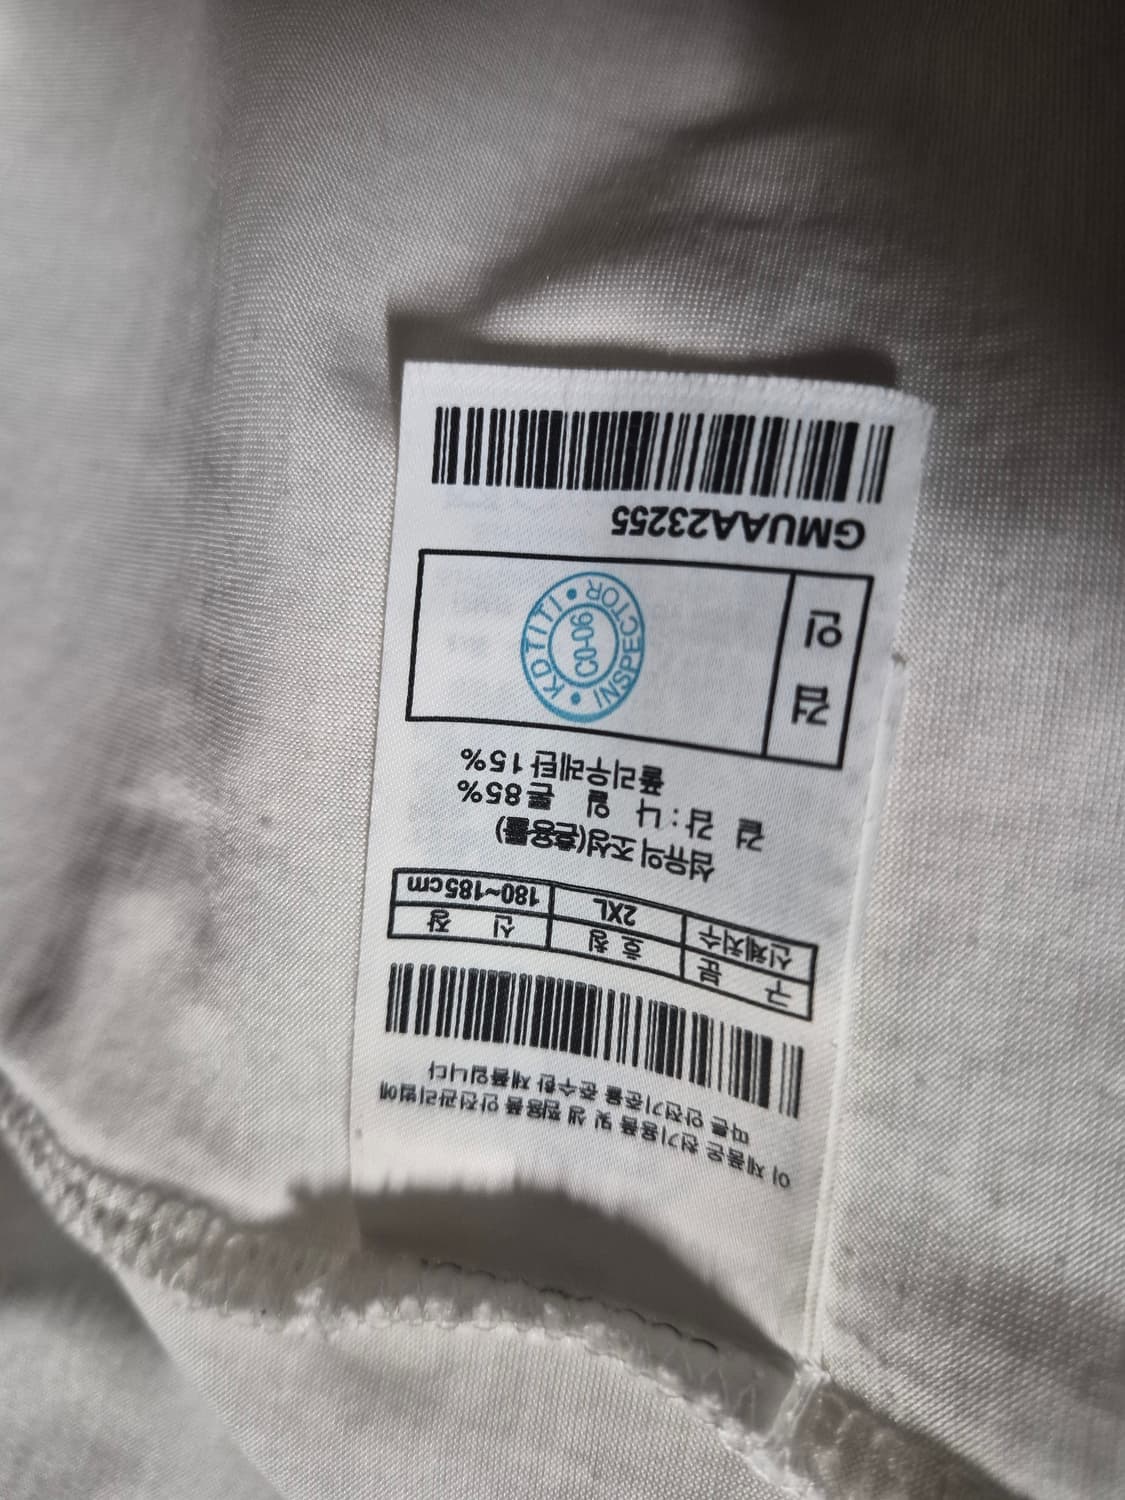 이 제품은 전기용품 및 생활용품 안전관리법에
따른 안전기준을 준수한 제품입니다
구 분 호 칭 신 장
신체치수 2XL 180~185cm
섬유의조성(혼용률)
겉 감 : 나 일 론 85%
폴리우레탄 15%
검 인
KDTITI • INSPECTOR •
C0-06
GMUAA23255